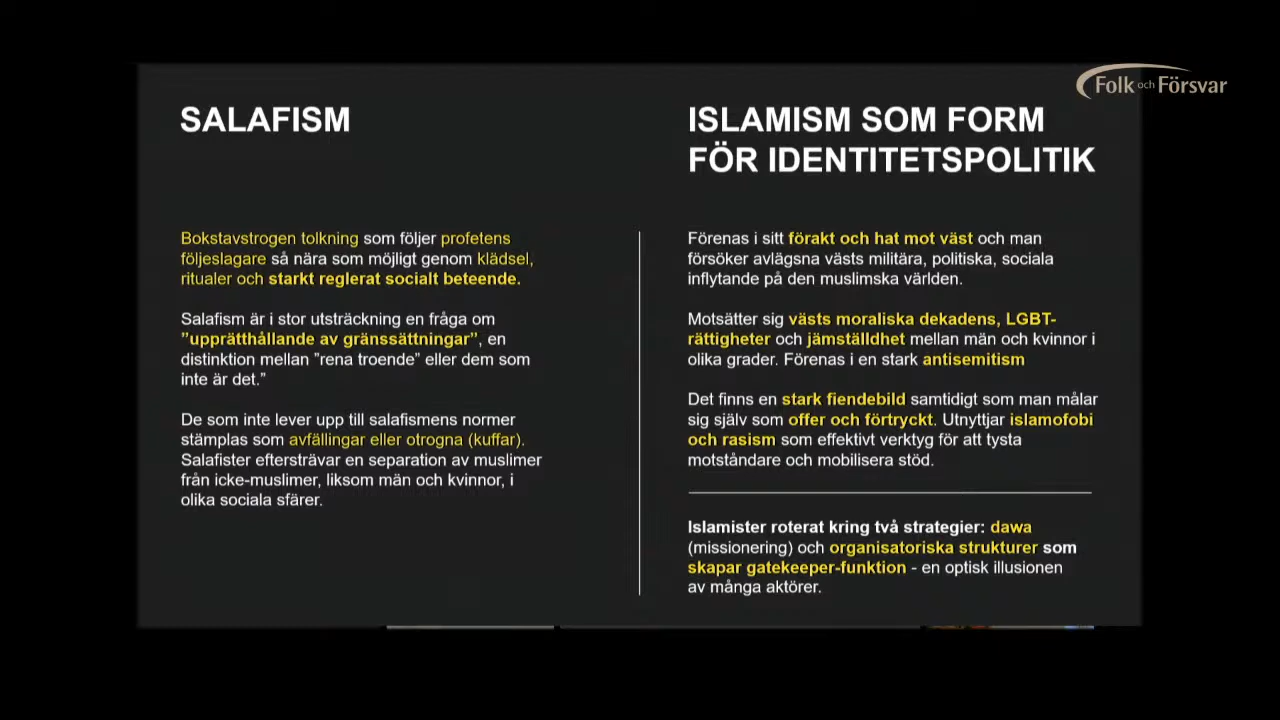 Folk och Försvar
SALAFISM
Bokstavstrogen tolkning som följer profetens
följeslagare så nära som möjligt genom klädsel,
ritualer och starkt reglerat socialt beteende.
Salafism är i stor utsträckning en fråga om
”upprätthållande av gränssättningar”, en
distinktion mellan ”rena troende” eller dem som
inte är det.”
De som inte lever upp till salafismens normer
stämplas som avfällingar eller otrogna (kuffar).
Salafister eftersträvar en separation av muslimer
från icke-muslimer, liksom män och kvinnor, i
olika sociala sfärer.
ISLAMISM SOM FORM
FÖR IDENTITETSPOLITIK
Förenas i sitt förakt och hat mot väst och man
försöker avlägsna västs militära, politiska, sociala
inflytande på den muslimska världen.
Motsätter sig västs moraliska dekadens, LGBT-
rättigheter och jämställdhet mellan män och kvinnor i
olika grader. Förenas i en stark antisemitism
Det finns en stark fiendebild samtidigt som man målar
sig själv som offer och förtryckt. Utnyttjar islamofobi
och rasism som effektivt verktyg för att tysta
motståndare och mobilisera stöd.
Islamister roterat kring två strategier: dawa
(missionering) och organisatoriska strukturer som
skapar gatekeeper-funktion - en optisk illusionen
av många aktörer.